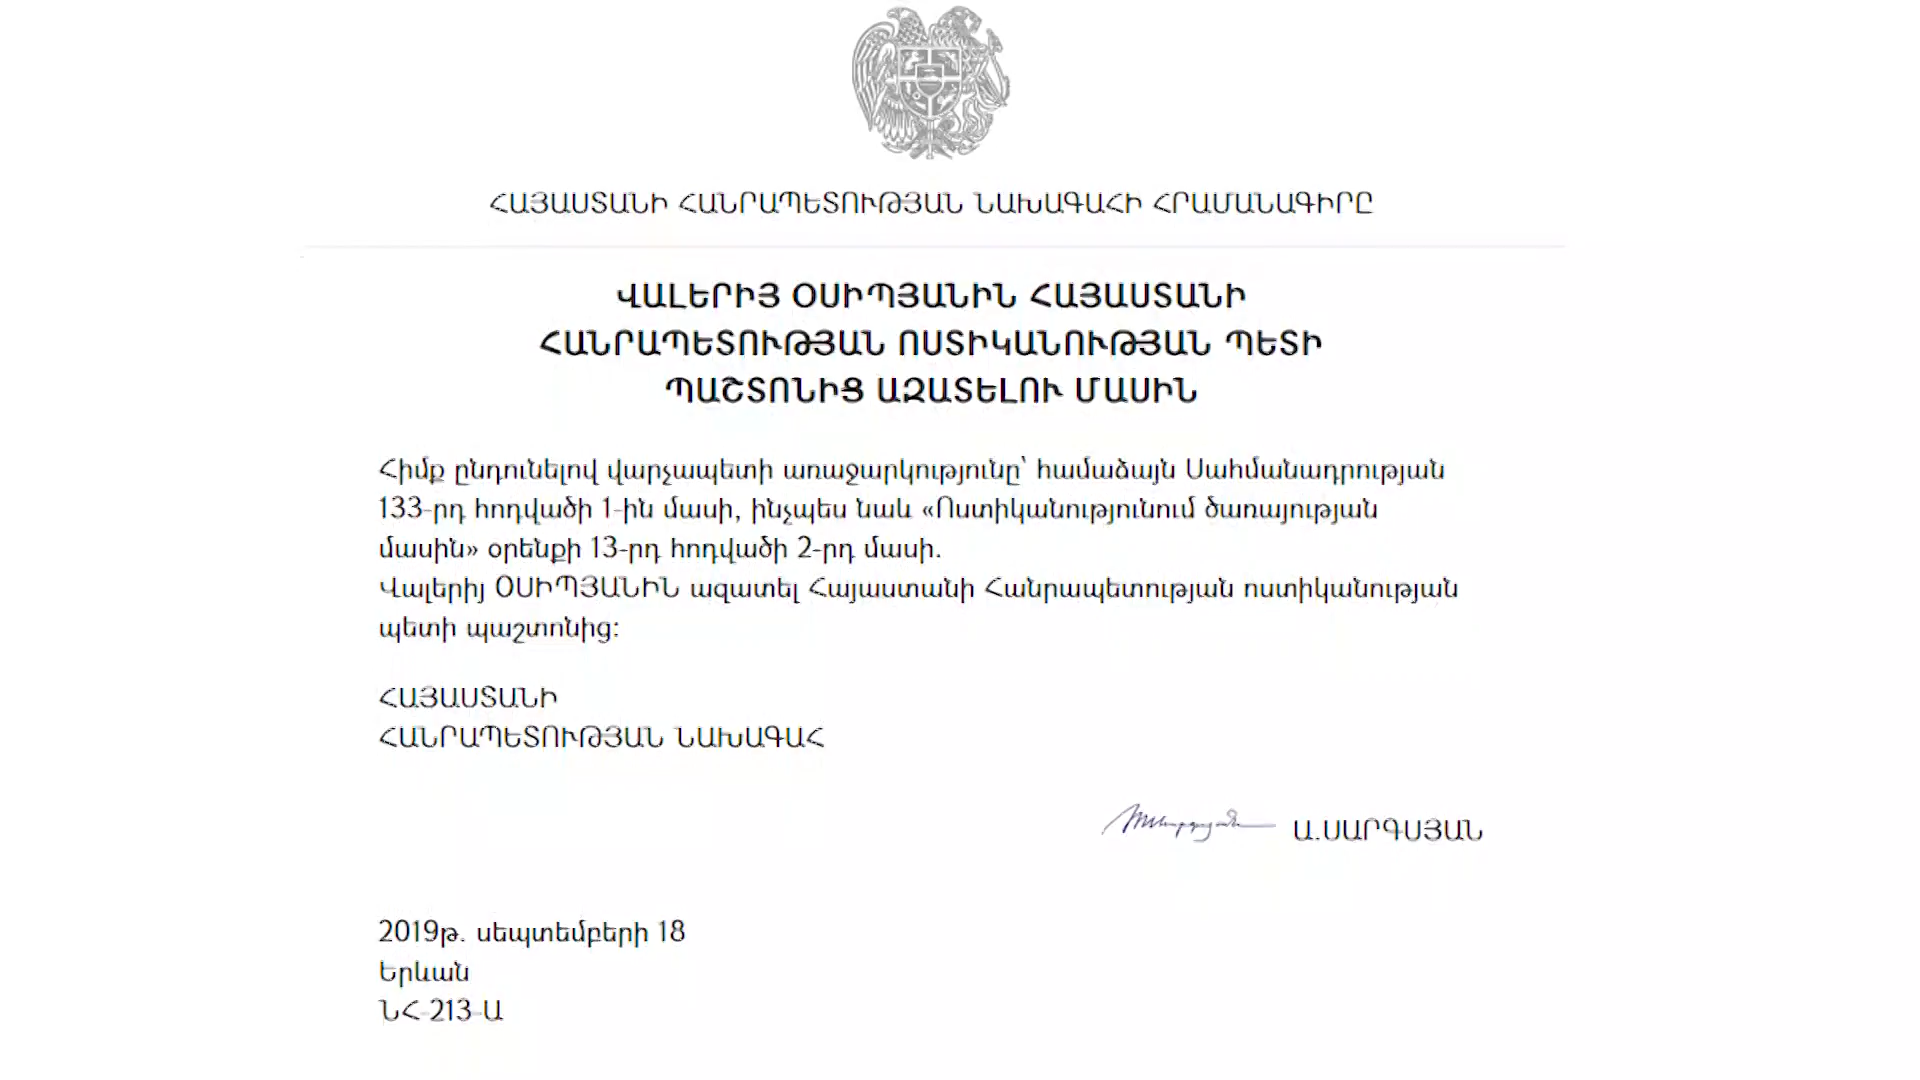 ՀԱՅԱՍՏԱՆԻ ՀԱՆՐԱՊԵՏՈՒԹՅԱՆ ՆԱԽԱԳԱՀԻ ՀՐԱՄԱՆԱԳԻՐԸ
ՎԱԼԵՐԻՅ ՕՍԻՊՅԱՆԻՆ ՀԱՅԱՍՏԱՆԻ
ՀԱՆՐԱՊԵՏՈՒԹՅԱՆ ՈՍՏԻԿԱՆՈՒԹՅԱՆ ՊԵՏԻ
ՊԱՇՏՈՆԻՑ ԱԶԱՏԵԼՈՒ ՄԱՍԻՆ
Հիմք ընդունելով վարչապետի առաջարկությունը՝ համաձայն Սահմանադրության
133-րդ հոդվածի 1-ին մասի, ինչպես նաև «Ոստիկանությունում ծառայության
մասին» օրենքի 13-րդ հոդվածի 2-րդ մասի.
Վալերիյ ՕՍԻՊՅԱՆԻՆ ազատել Հայաստանի Հանրապետության ոստիկանության
պետի պաշտոնից:
ՀԱՅԱՍՏԱՆԻ
ՀԱՆՐԱՊԵՏՈՒԹՅԱՆ ՆԱԽԱԳԱՀ
Ա.ՍԱՐԳՍՅԱՆ
2019թ. սեպտեմբերի 18
Երևան
ՆՀ-213-Ա